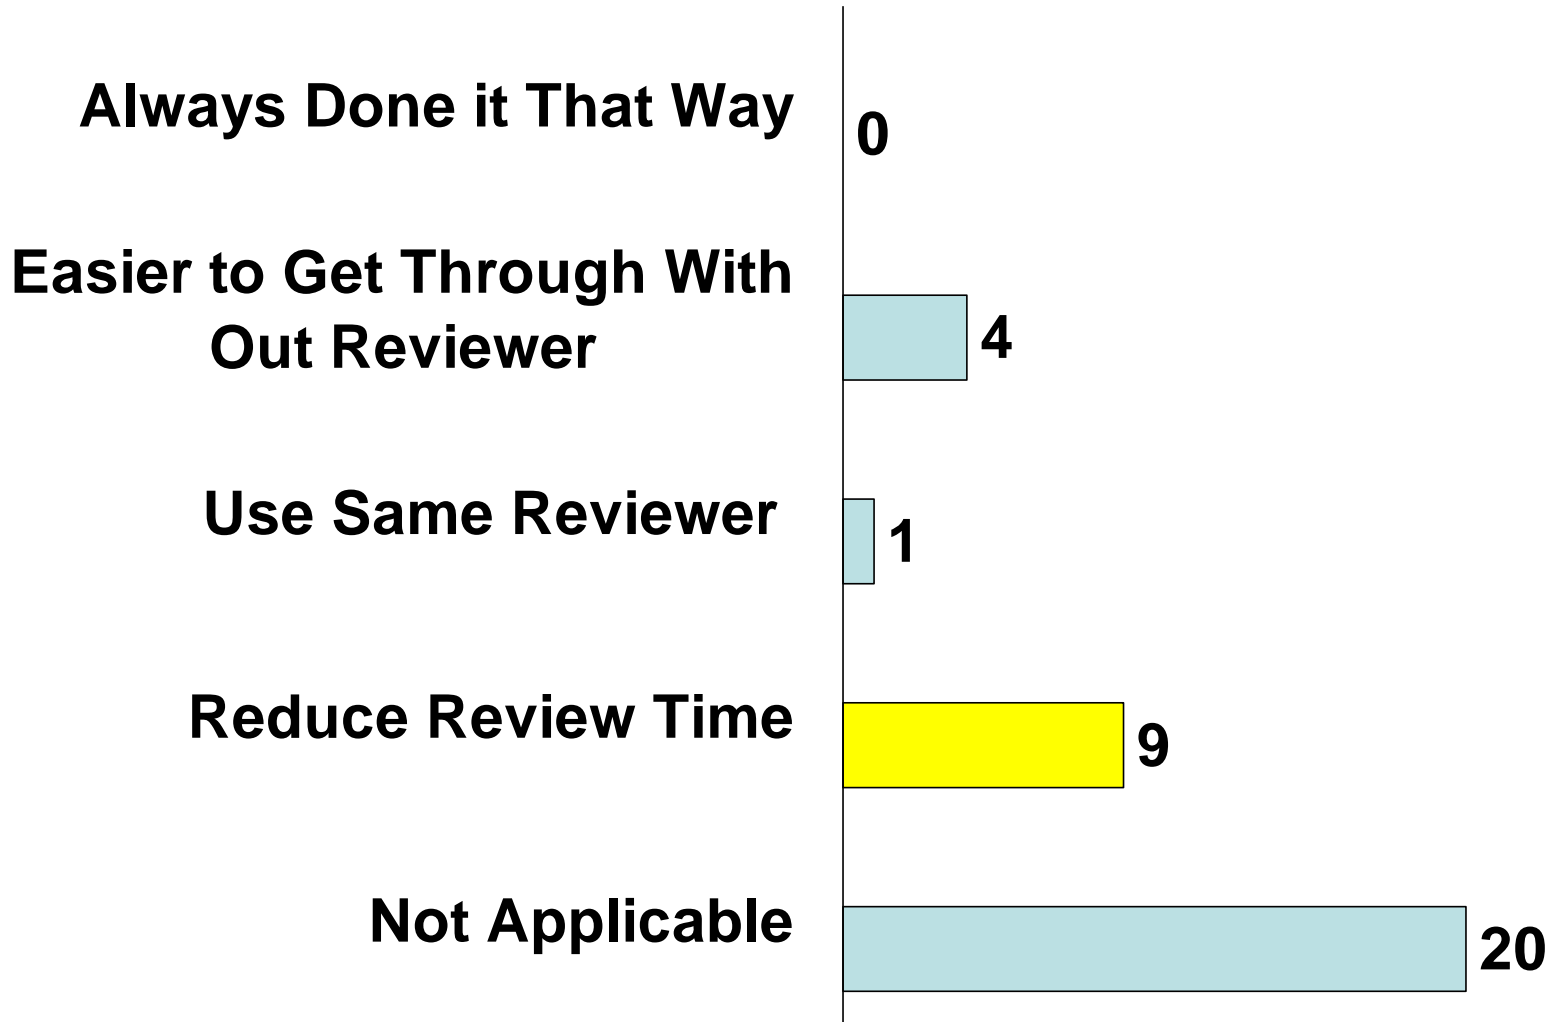 Always Done it That Way
0
Easier to Get Through With
Out Reviewer
4
Use Same Reviewer
1
Reduce Review Time
9
Not Applicable
20